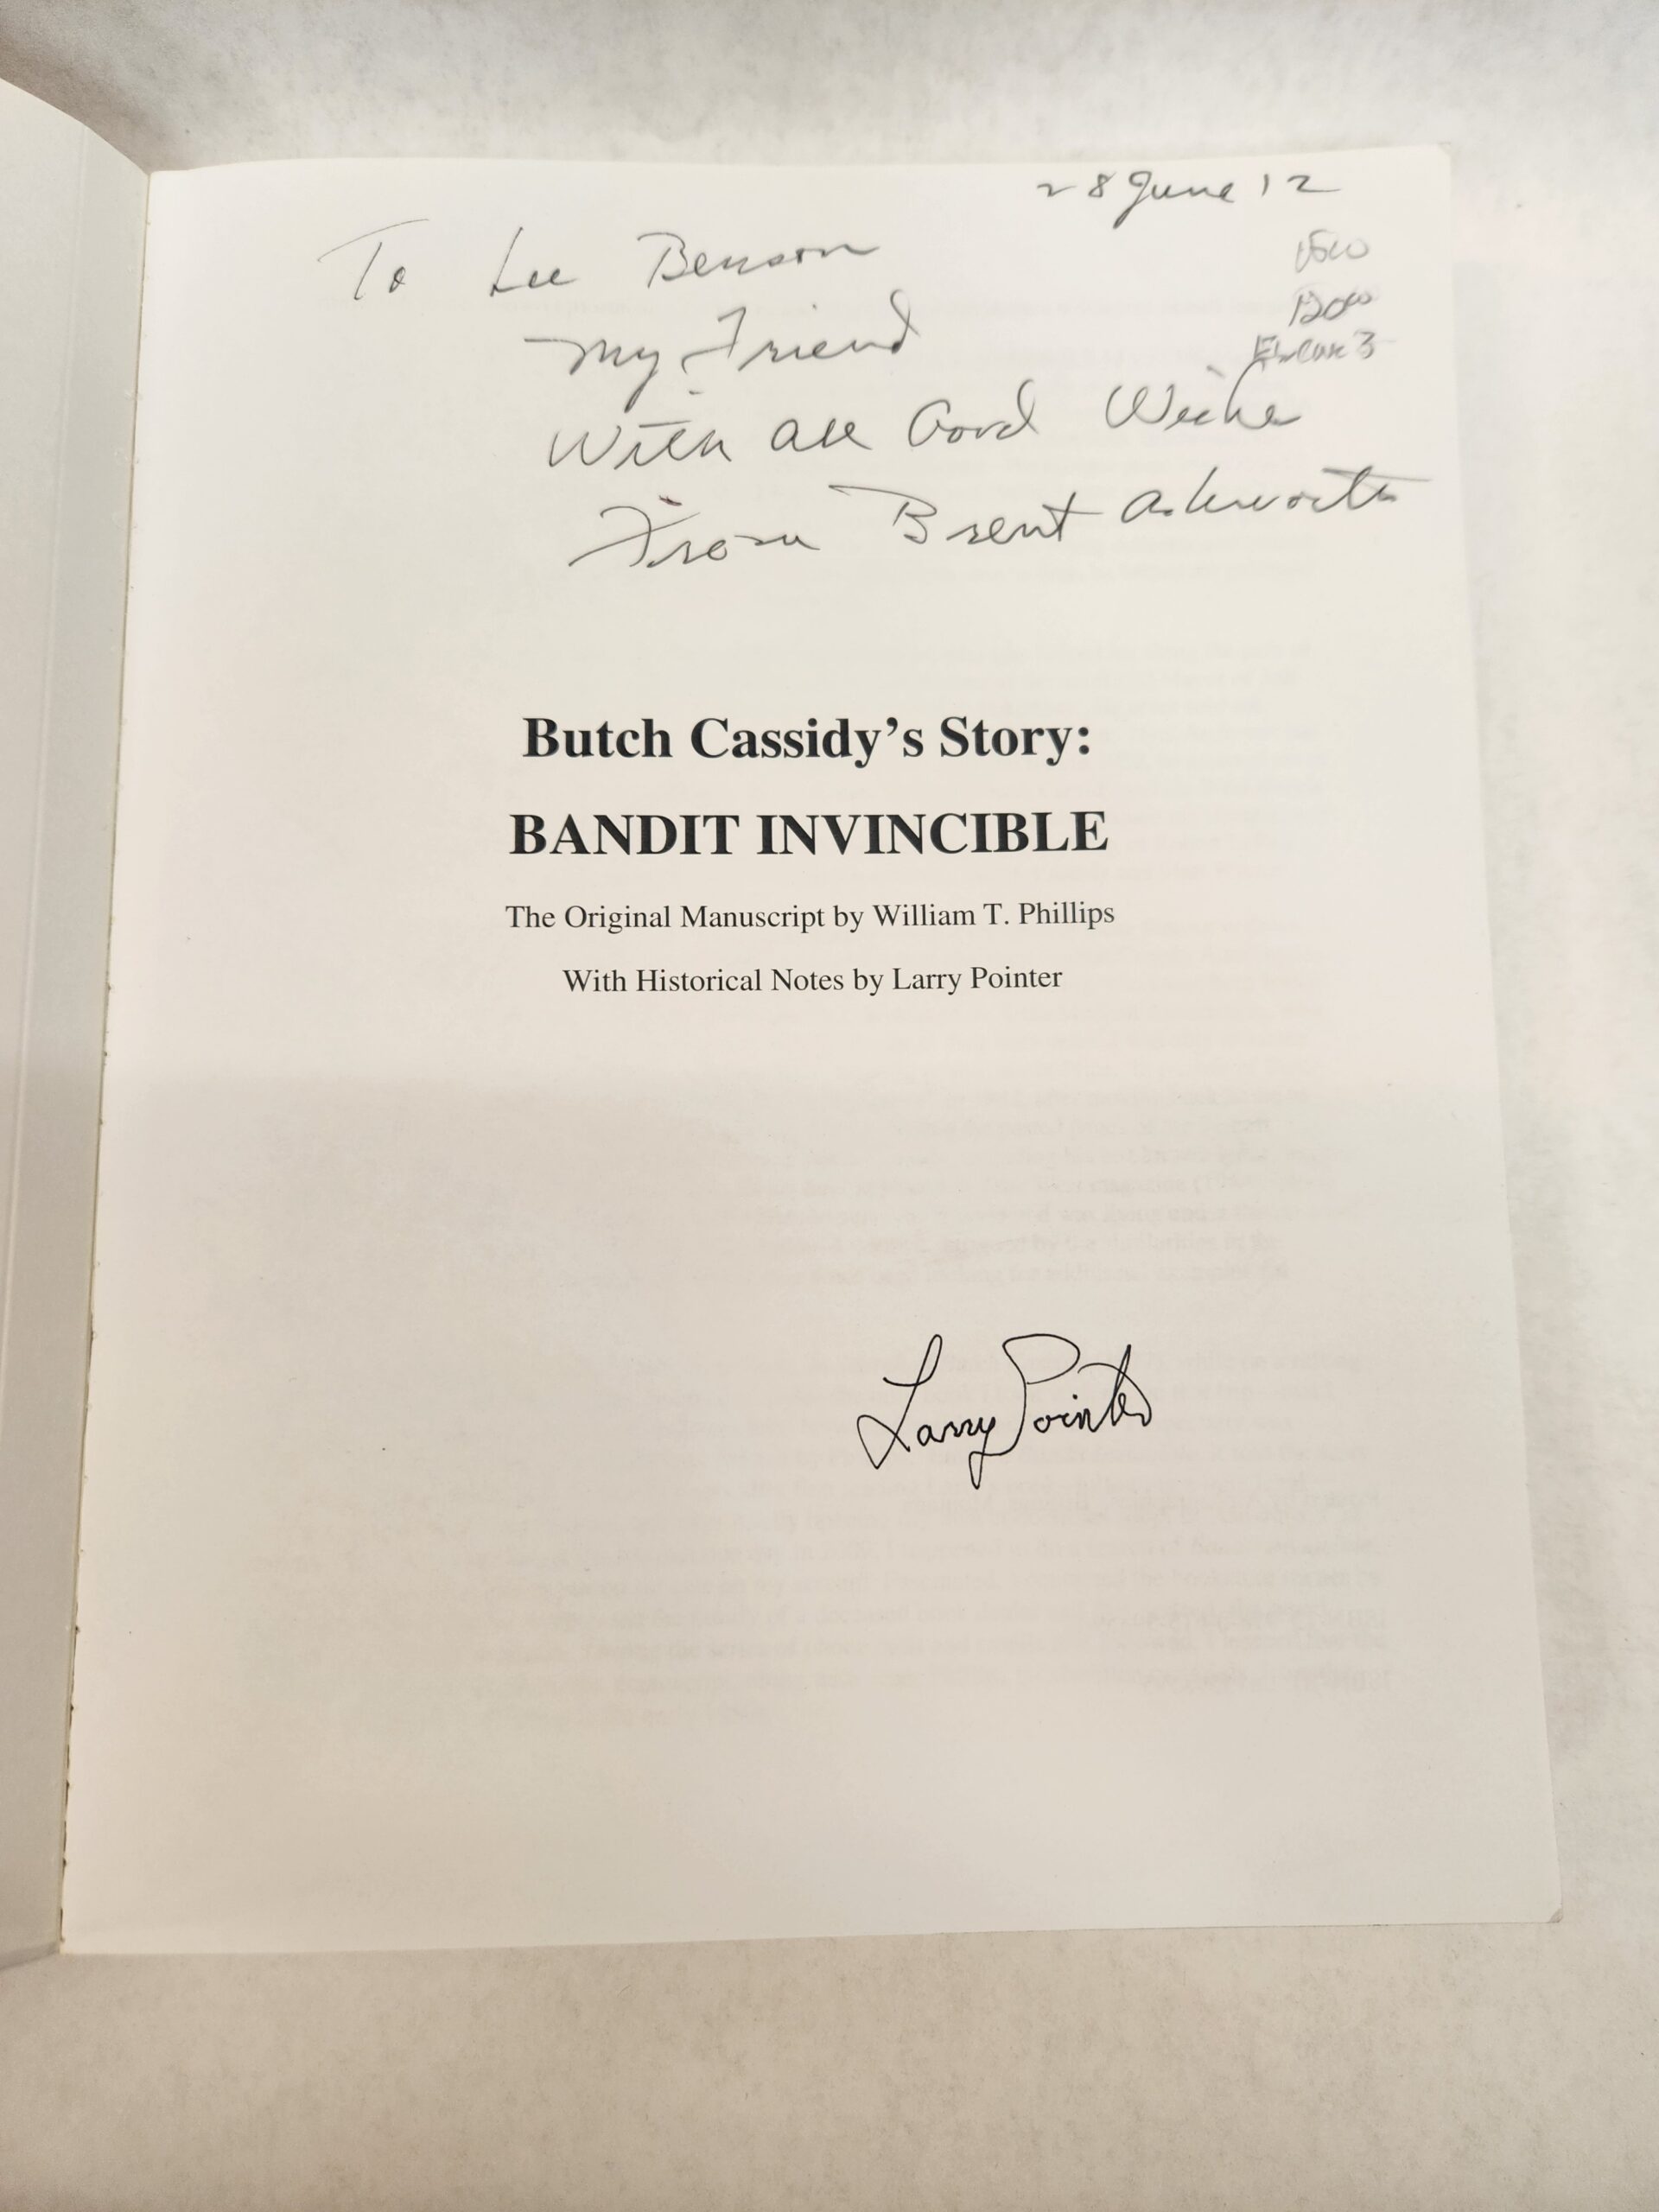 28 June 12
To Lee Benson
My Friend
With all Good Wishes
From Brent Ashworth
Butch Cassidy's Story:
BANDIT INVINCIBLE
The Original Manuscript by William T. Phillips
With Historical Notes by Larry Pointer
Larry Pointer